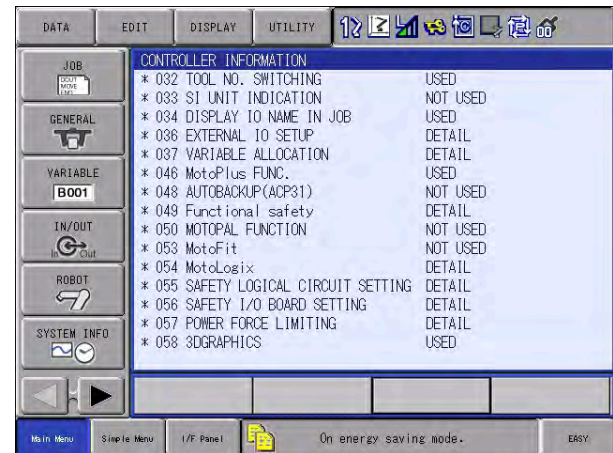 DATA EDIT DISPLAY UTILITY
JOB
CONTROLLER INFORMATION
* 032 TOOL NO. SWITCHING USED
* 033 SI UNIT INDICATION NOT USED
* 034 DISPLAY IO NAME IN JOB USED
* 036 EXTERNAL IO SETUP DETAIL
* 037 VARIABLE ALLOCATION DETAIL
* 046 MotoPlus FUNC. USED
* 048 AUTOBACKUP(ACP31) NOT USED
* 049 Functional safety DETAIL
* 050 MOTOPAL FUNCTION NOT USED
* 053 MotoFit NOT USED
* 054 MotoLogix DETAIL
* 055 SAFETY LOGICAL CIRCUIT SETTING DETAIL
* 056 SAFETY I/O BOARD SETTING DETAIL
* 057 POWER FORCE LIMITING DETAIL
* 058 3DGRAPHICS USED
DOUT
MOVE
END
GENERAL
VARIABLE
B001
IN/OUT
In Out
ROBOT
SYSTEM INFO
Main Menu Simple Menu I/F Panel On energy saving mode. EASY